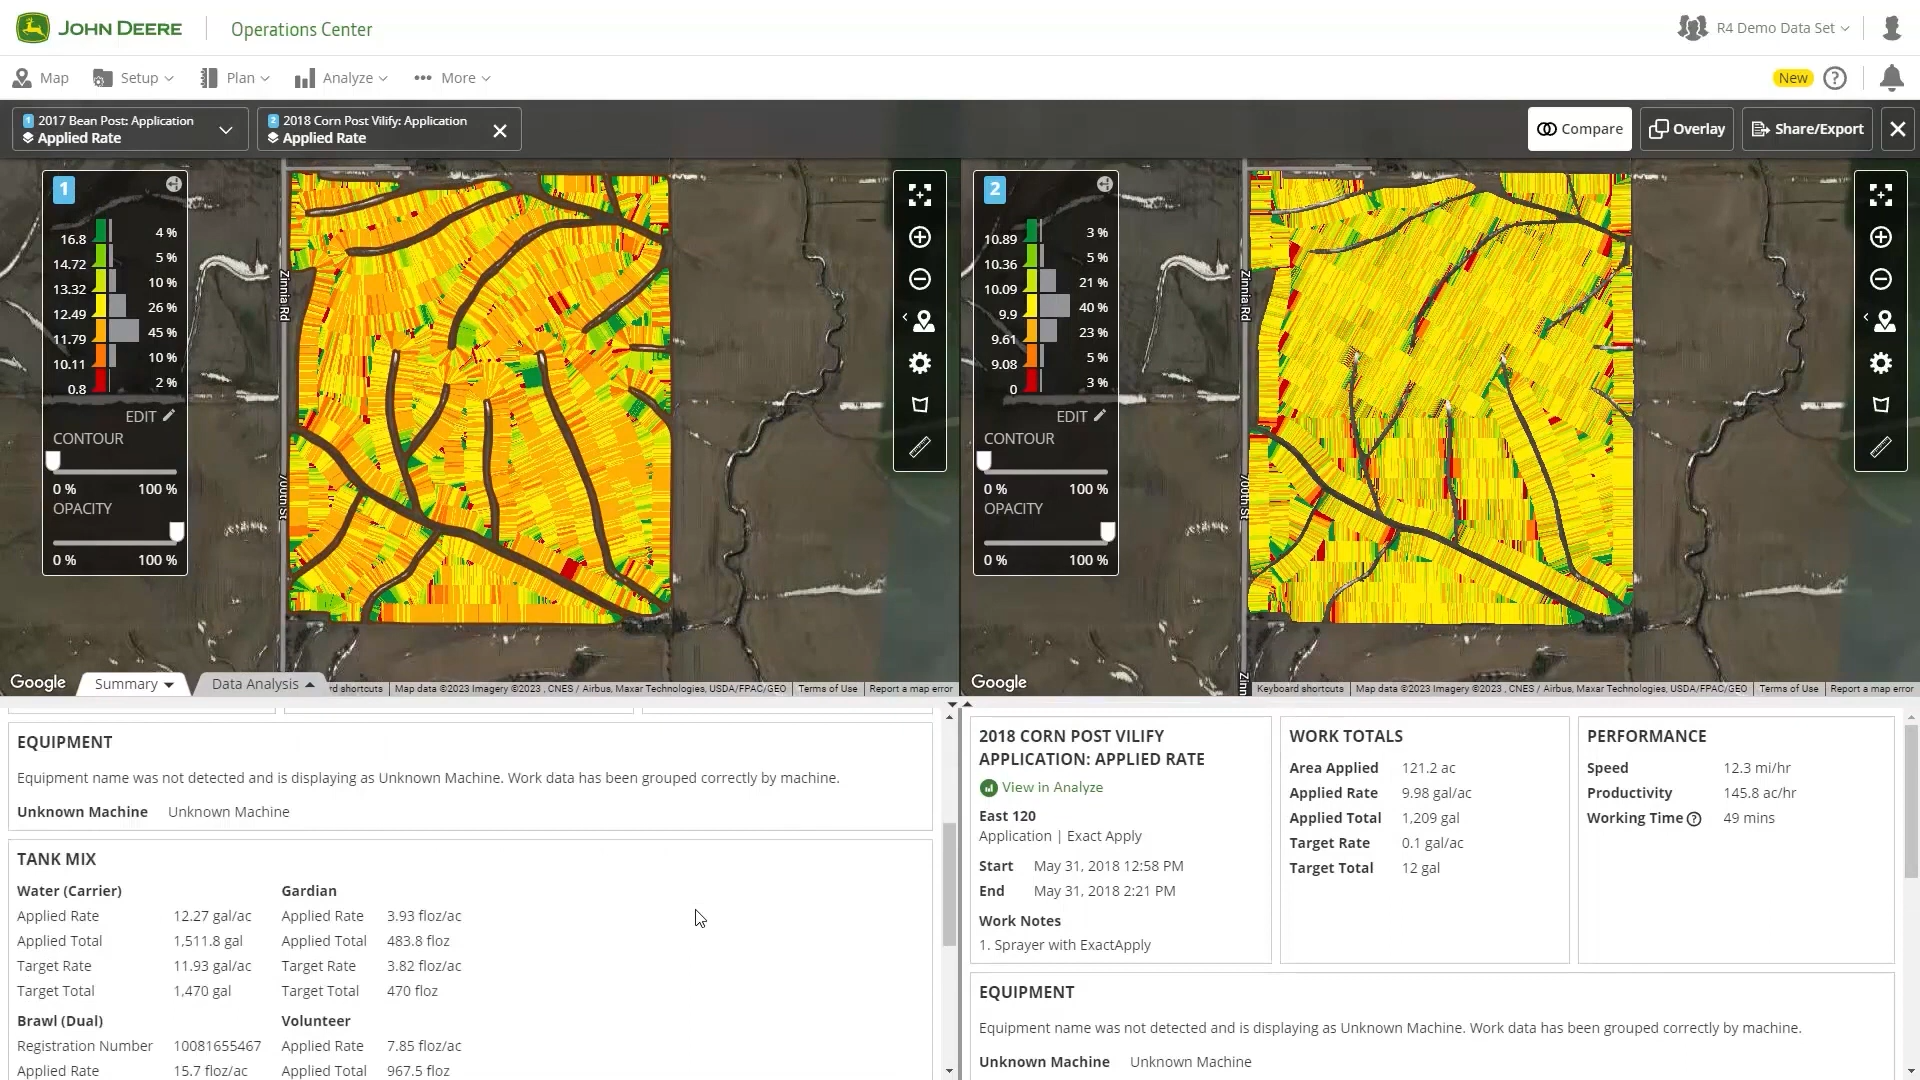 JOHN DEERE
Operations Center
R4 Demo Data Set
Map
Setup
Plan
Analyze
More
New
1 2017 Bean Post: Application
Applied Rate
2 2018 Corn Post Vilify: Application
Applied Rate
Compare
Overlay
Share/Export
1
16.8 4 %
14.72 5 %
13.32 10 %
12.49 26 %
11.79 45 %
10.11 10 %
0.8 2 %
EDIT
CONTOUR
0 % 100 %
OPACITY
0 % 100 %
Zinnia Rd
700th St
2
10.89 3 %
10.36 5 %
10.09 21 %
9.9 40 %
9.61 23 %
9.08 5 %
0 3 %
EDIT
CONTOUR
0 % 100 %
OPACITY
0 % 100 %
Zinnia Rd
700th St
Zinn
Google
Summary
Data Analysis
rd shortcuts
Map data ©2023 Imagery ©2023 , CNES / Airbus, Maxar Technologies, USDA/FPAC/GEO
Terms of Use
Report a map error
Google
Keyboard shortcuts
Map data ©2023 Imagery ©2023 , CNES / Airbus, Maxar Technologies, USDA/FPAC/GEO
Terms of Use
Report a map error
EQUIPMENT
Equipment name was not detected and is displaying as Unknown Machine. Work data has been grouped correctly by machine.
Unknown Machine Unknown Machine
TANK MIX
Water (Carrier)
Applied Rate 12.27 gal/ac
Applied Total 1,511.8 gal
Target Rate 11.93 gal/ac
Target Total 1,470 gal
Gardian
Applied Rate 3.93 floz/ac
Applied Total 483.8 floz
Target Rate 3.82 floz/ac
Target Total 470 floz
Brawl (Dual)
Registration Number 10081655467
Applied Rate 15.7 floz/ac
Volunteer
Applied Rate 7.85 floz/ac
Applied Total 967.5 floz
2018 CORN POST VILIFY
APPLICATION: APPLIED RATE
View in Analyze
East 120
Application | Exact Apply
Start May 31, 2018 12:58 PM
End May 31, 2018 2:21 PM
Work Notes
1. Sprayer with ExactApply
WORK TOTALS
Area Applied 121.2 ac
Applied Rate 9.98 gal/ac
Applied Total 1,209 gal
Target Rate 0.1 gal/ac
Target Total 12 gal
PERFORMANCE
Speed 12.3 mi/hr
Productivity 145.8 ac/hr
Working Time 49 mins
EQUIPMENT
Equipment name was not detected and is displaying as Unknown Machine. Work data has been grouped correctly by machine.
Unknown Machine Unknown Machine